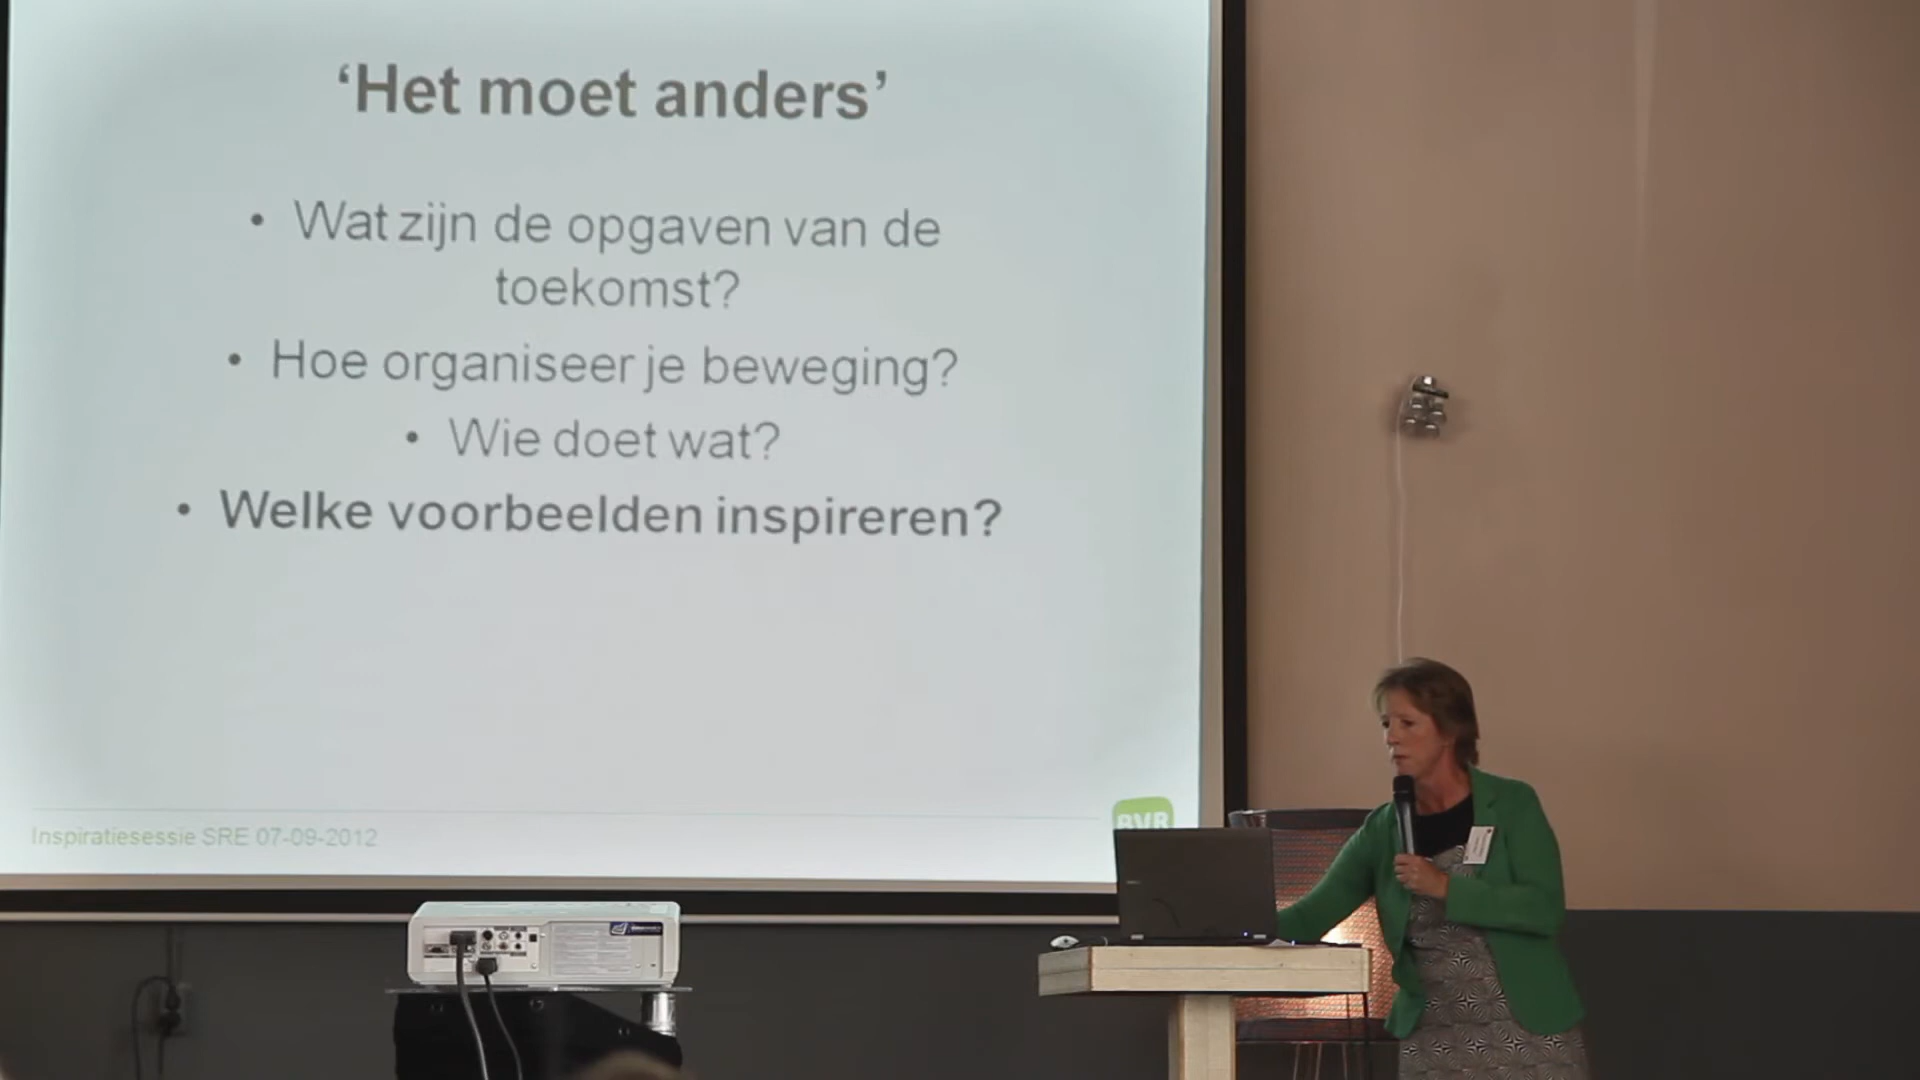 ‘Het moet anders’
• Wat zijn de opgaven van de
toekomst?
• Hoe organiseer je beweging?
• Wie doet wat?
• Welke voorbeelden inspireren?
Inspiratiesessie SRE 07-09-2012
BVR